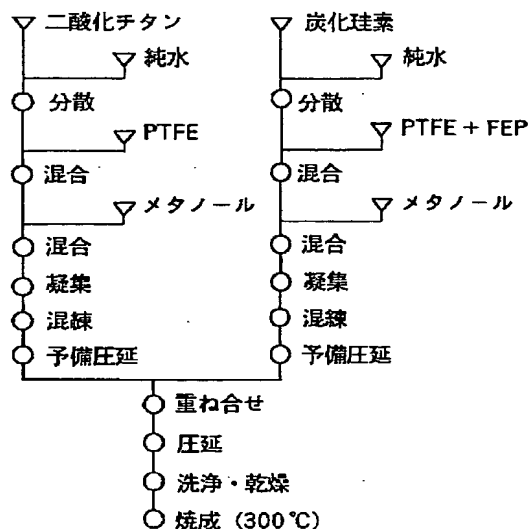 二酸化チタン
純水
分散
PTFE
混合
メタノール
混合
凝集
混練
予備圧延
炭化珪素
純水
分散
PTFE + FEP
混合
メタノール
混合
凝集
混練
予備圧延
重ね合せ
圧延
洗浄・乾燥
焼成 (300℃)